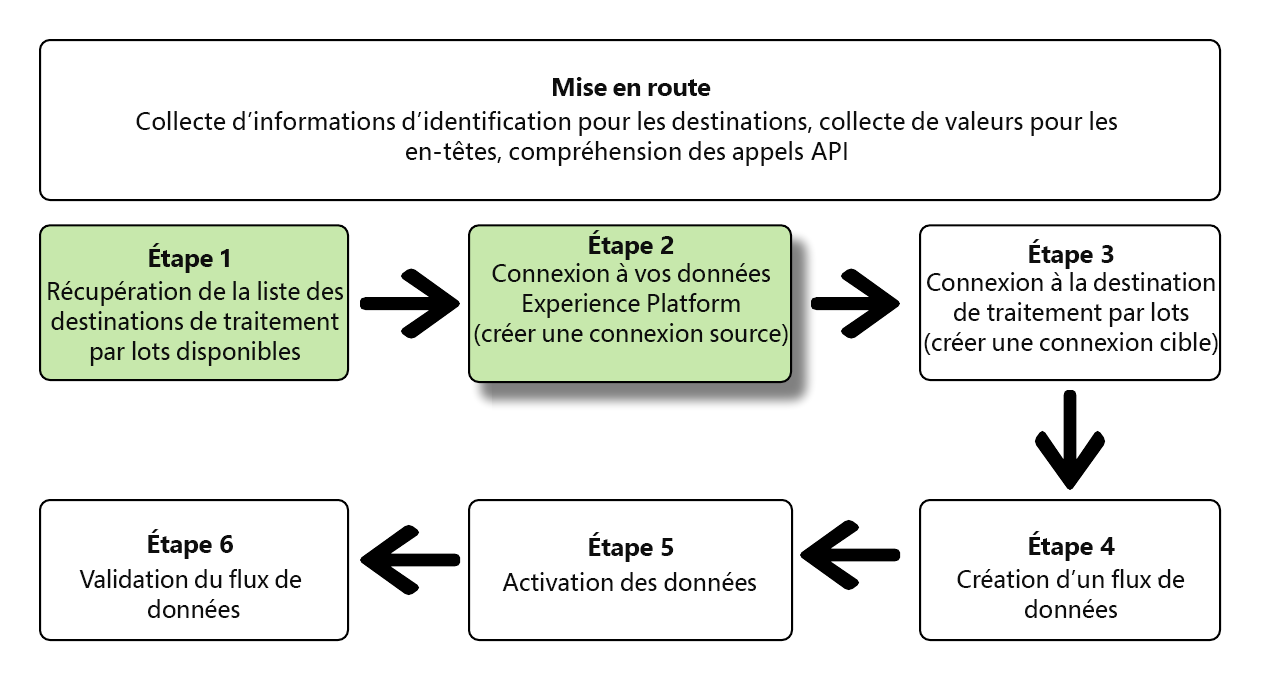 Mise en route
Collecte d’informations d’identification pour les destinations, collecte de valeurs pour les
en-têtes, compréhension des appels API
Étape 1
Récupération de la liste des
destinations de traitement
par lots disponibles
Étape 2
Connexion à vos données
Experience Platform
(créer une connexion source)
Étape 3
Connexion à la destination
de traitement par lots
(créer une connexion cible)
Étape 4
Création d’un flux de
données
Étape 5
Activation des données
Étape 6
Validation du flux de
données